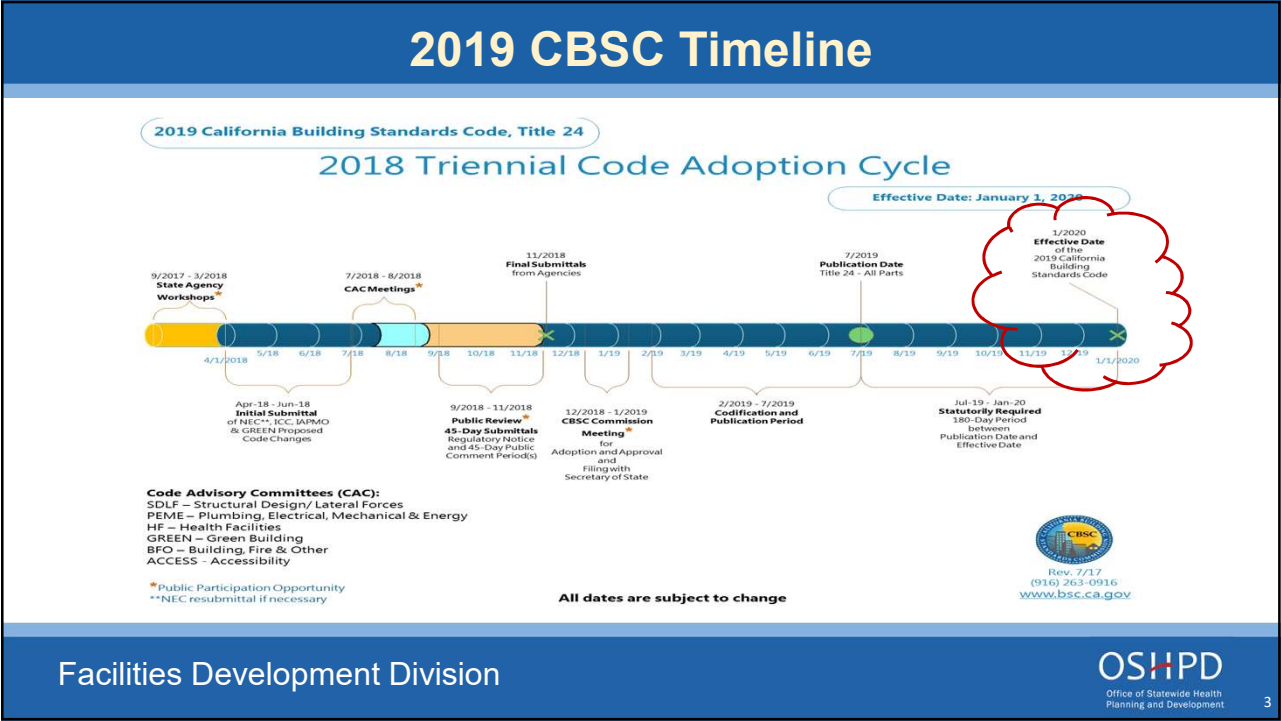 2019 CBSC Timeline
2019 California Building Standards Code, Title 24
2018 Triennial Code Adoption Cycle
Effective Date: January 1, 2020
9/2017 - 3/2018
State Agency
Workshops*
7/2018 - 8/2018
CAC Meetings*
11/2018
Final Submittals
from Agencies
7/2019
Publication Date
Title 24 - All Parts
1/2020
Effective Date
of the
2019 California
Building
Standards Code
4/1/2018 5/18 6/18 7/18 8/18 9/18 10/18 11/18 12/18 1/19 2/19 3/19 4/19 5/19 6/19 7/19 8/19 9/19 10/19 11/19 12/19 1/1/2020
Apr-18 - Jun-18
Initial Submittal
of NEC**, ICC, IAPMO
& GREEN Proposed
Code Changes
9/2018 - 11/2018
Public Review*
45-Day Submittals
Regulatory Notice
and 45-Day Public
Comment Period(s)
12/2018 - 1/2019
CBSC Commission
Meeting*
for
Adoption and Approval
and
Filing with
Secretary of State
2/2019 - 7/2019
Codification and
Publication Period
Jul-19 - Jan-20
Statutorily Required
180-Day Period
between
Publication Date and
Effective Date
Code Advisory Committees (CAC):
SDLF – Structural Design/ Lateral Forces
PEME – Plumbing, Electrical, Mechanical & Energy
HF – Health Facilities
GREEN – Green Building
BFO – Building, Fire & Other
ACCESS - Accessibility
*Public Participation Opportunity
**NEC resubmittal if necessary
All dates are subject to change
CBSC
Rev. 7/17
(916) 263-0916
www.bsc.ca.gov
Facilities Development Division
OSHPD
Office of Statewide Health
Planning and Development
3